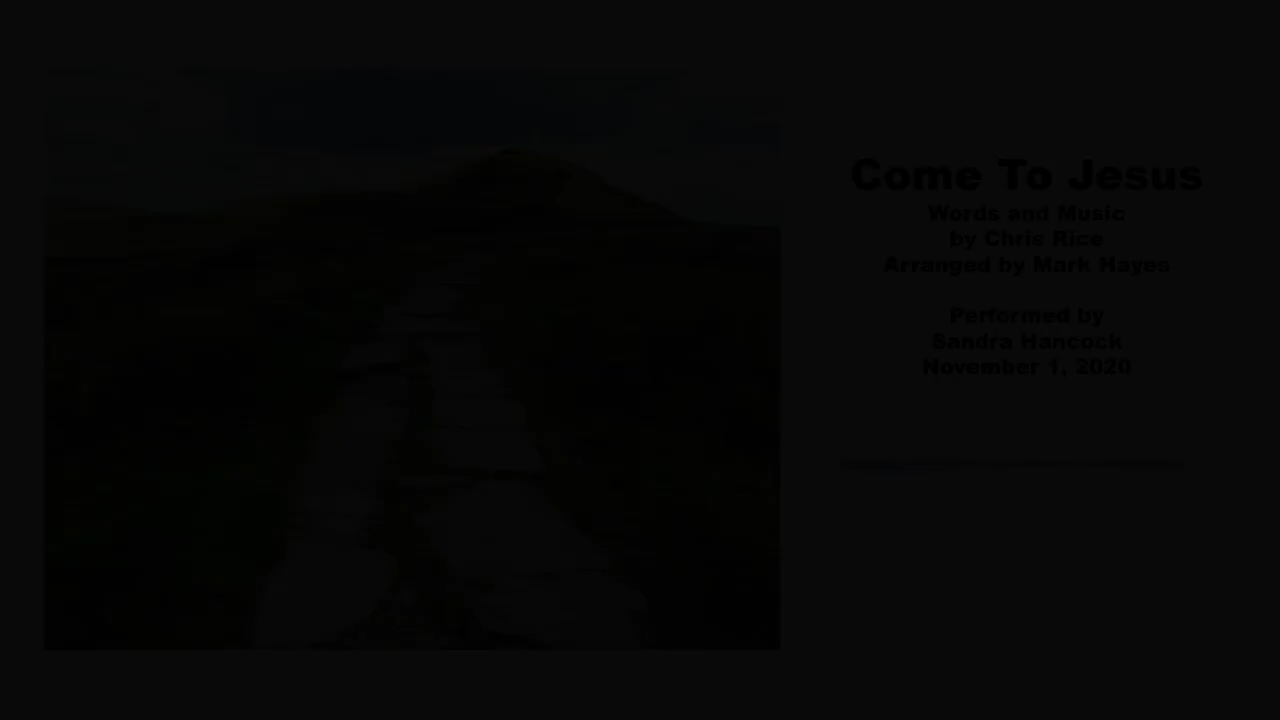 Come To Jesus
Words and Music
by Chris Rice
Arranged by Mark Hayes
Performed by
Sandra Hancock
November 1, 2020